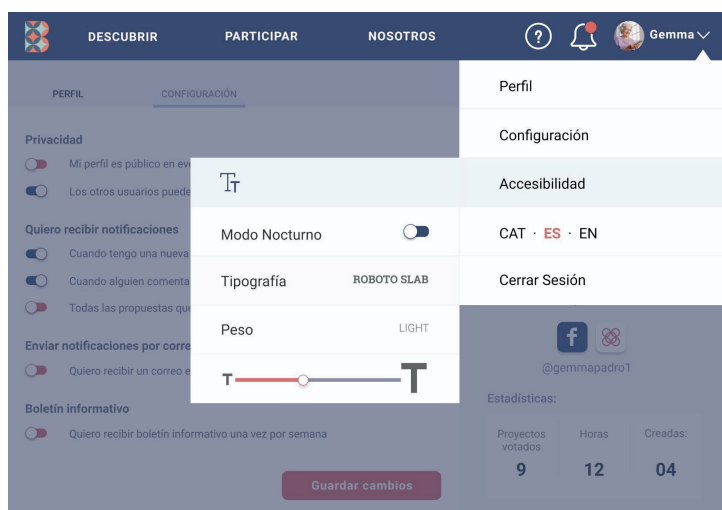 DESCUBRIR
PARTICIPAR
NOSOTROS
?
Gemma
PERFIL
CONFIGURACIÓN
Privacidad
Mi perfil es público en eve
Los otros usuarios puede
Quiero recibir notificaciones
Cuando tengo una nueva
Cuando alguien comenta
Todas las propuestas que
Enviar notificaciones por corre
Quiero recibir un correo e
Boletín informativo
Quiero recibir boletín informativo una vez por semana
Guardar cambios
TT
Modo Nocturno
Tipografía ROBOTO SLAB
Peso LIGHT
T T
Perfil
Configuración
Accesibilidad
CAT · ES · EN
Cerrar Sesión
f
@gemmapadro1
Estadísticas:
Proyectos votados
9
Horas
12
Creadas:
04